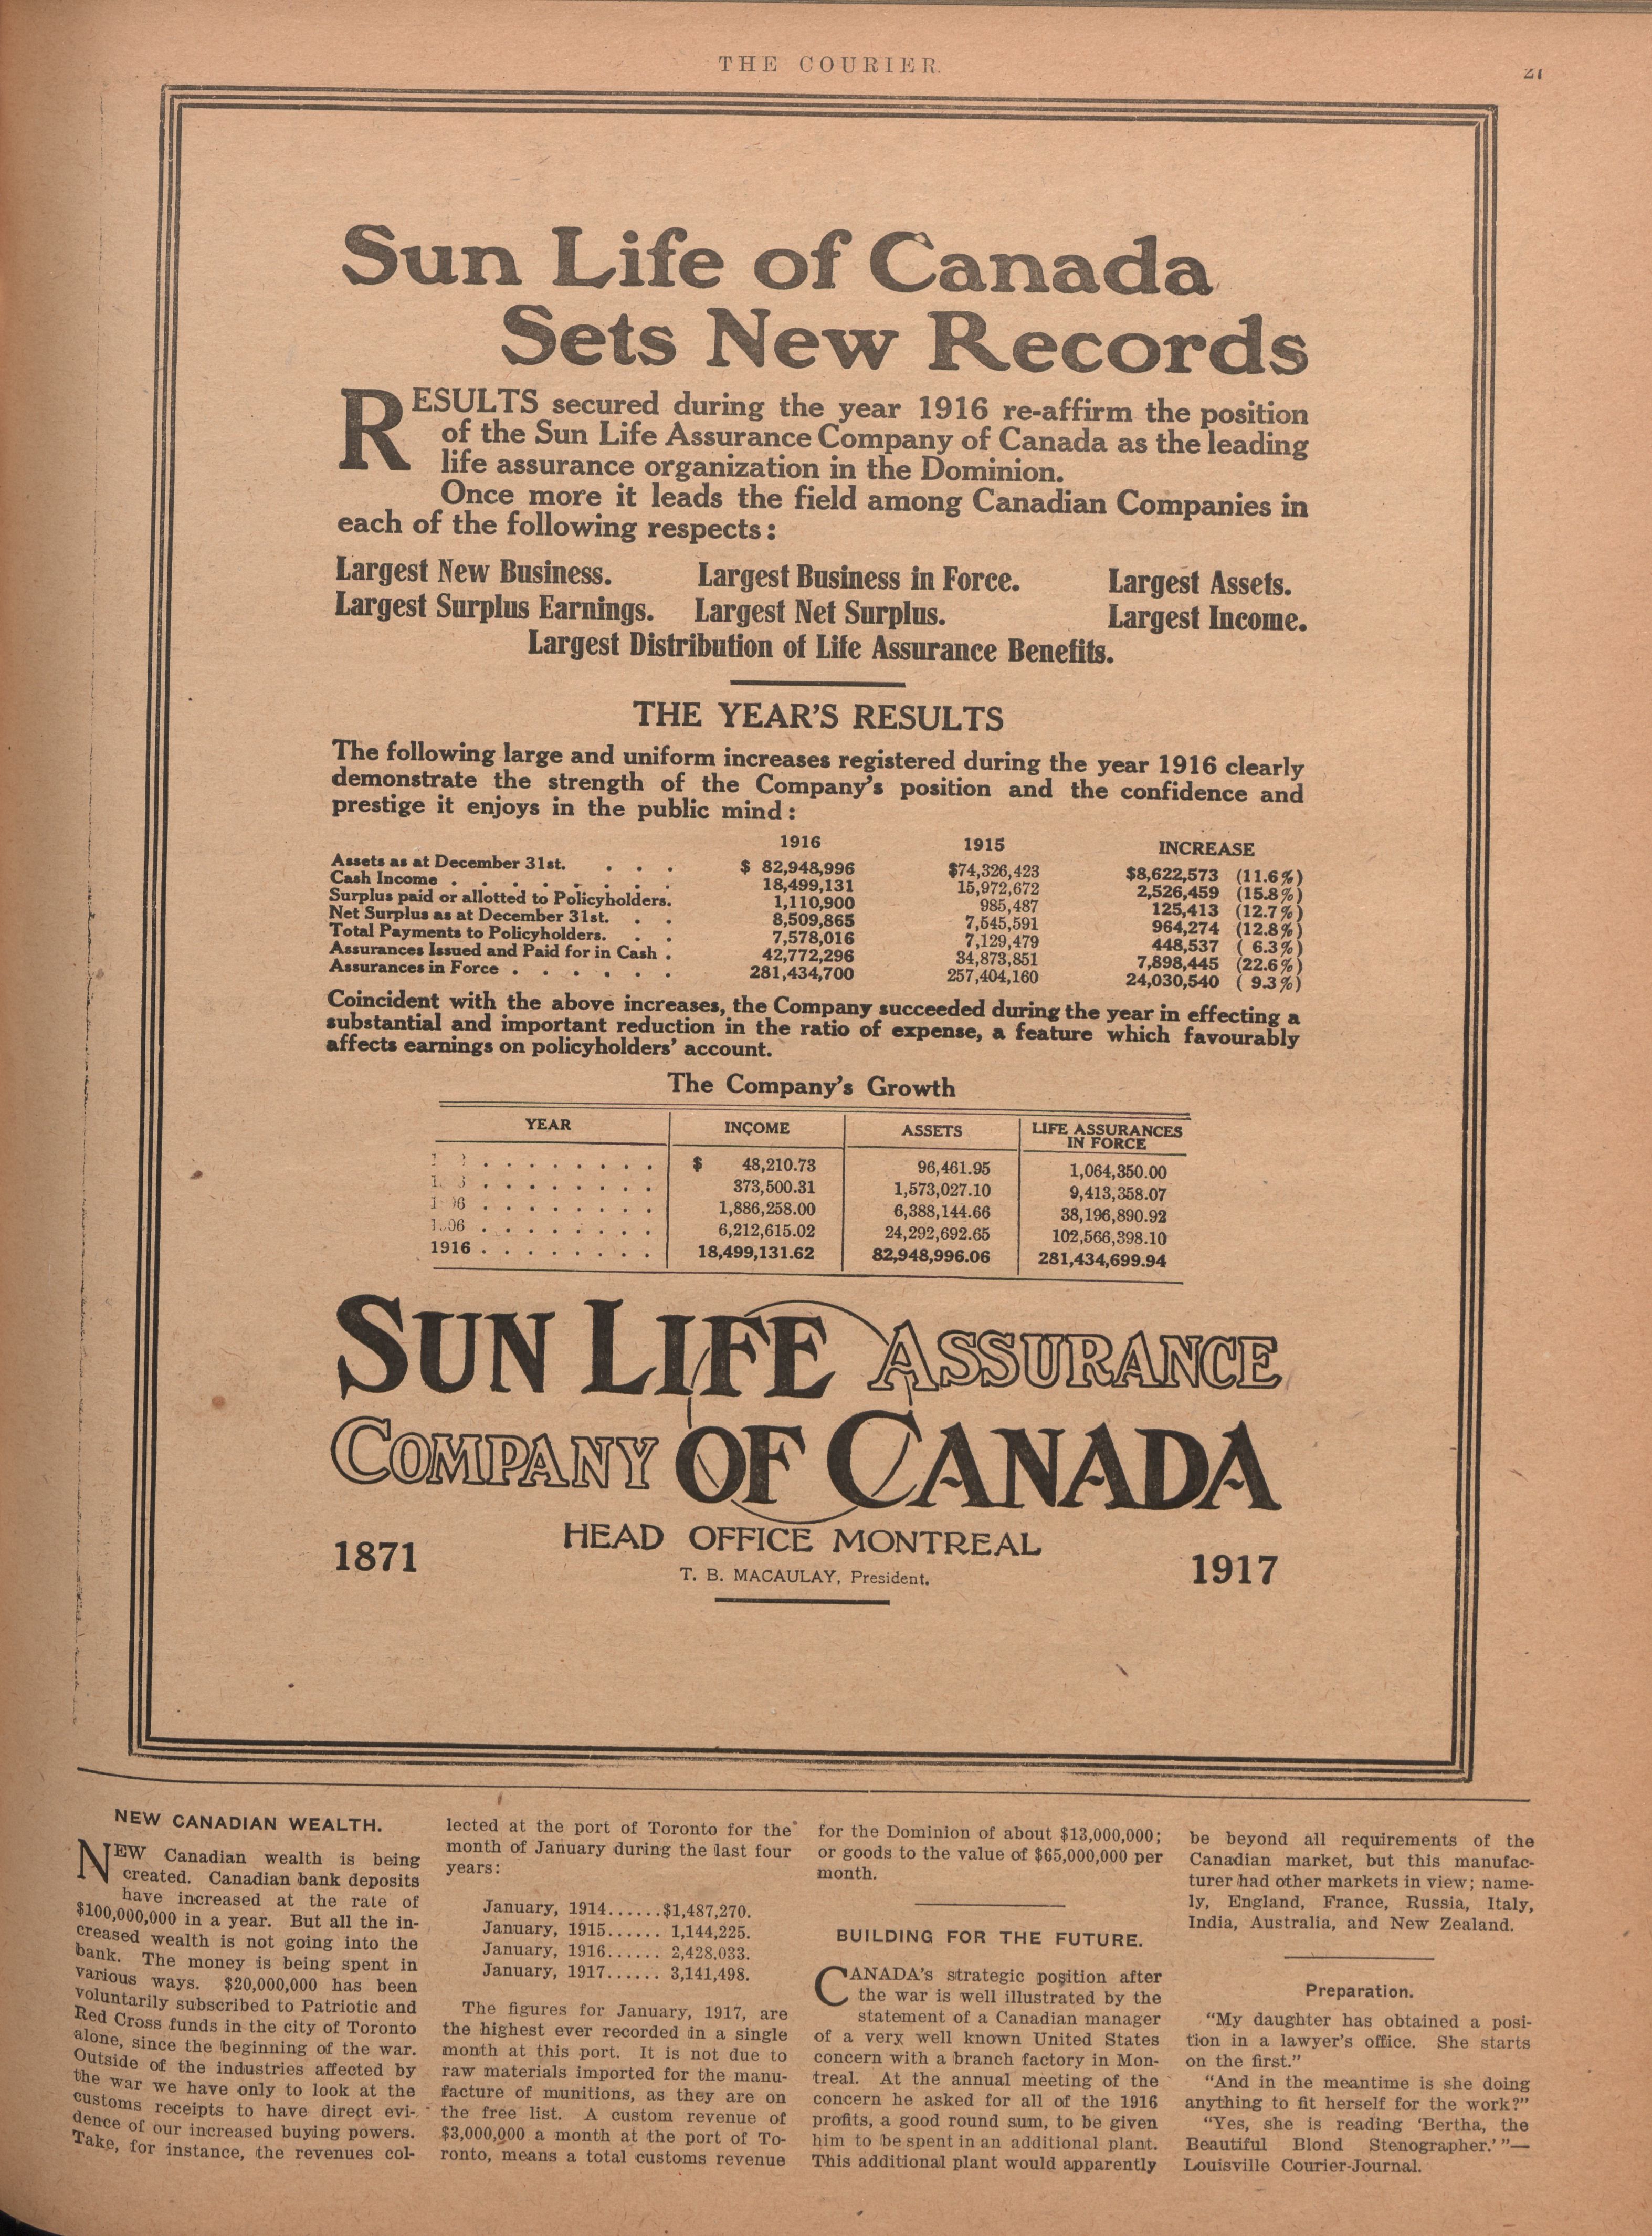 THE COURIER.
Sun Life of Canada
Sets New Records
RESULTS secured during the year 1916 re-affirm the position
of the Sun Life Assurance Company of Canada as the leading
life assurance organization in the Dominion.
Once more it leads the field among Canadian Companies in
each of the following respects:
Largest New Business. Largest Business in Force. Largest Assets.
Largest Surplus Earnings. Largest Net Surplus. Largest Income.
Largest Distribution of Life Assurance Benefits.
THE YEAR'S RESULTS
The following large and uniform increases registered during the year 1916 clearly
demonstrate the strength of the Company's position and the confidence and
prestige it enjoys in the public mind:
1916 1915 INCREASE
Assets as at December 31st. . . . $ 82,948,996 $74,326,423 $8,622,573 (11.6%)
Cash Income . . . . . . . . 18,499,131 15,972,672 2,526,459 (15.8%)
Surplus paid or allotted to Policyholders. 1,110,900 985,487 125,413 (12.7%)
Net Surplus as at December 31st. . . 8,509,865 7,545,591 964,274 (12.8%)
Total Payments to Policyholders. . . 7,578,016 7,129,479 448,537 ( 6.3%)
Assurances Issued and Paid for in Cash . 42,772,296 34,873,851 7,898,445 (22.6%)
Assurances in Force . . . . . . 281,434,700 257,404,160 24,030,540 ( 9.3%)
Coincident with the above increases, the Company succeeded during the year in effecting a
substantial and important reduction in the ratio of expense, a feature which favourably
affects earnings on policyholders' account.
The Company's Growth
YEAR INCOME ASSETS LIFE ASSURANCES
IN FORCE
. . . . . . . . $ 48,210.73 96,461.95 1,064,350.00
. . . . . . . . 373,500.31 1,573,027.10 9,413,358.07
. . . . . . . . 1,886,258.00 6,388,144.66 38,196,890.92
. . . . . . . . 6,212,615.02 24,292,692.65 102,566,398.10
1916 . . . . . . . . 18,499,131.62 82,948,996.06 281,434,699.94
SUN LIFE ASSURANCE
COMPANY OF CANADA
HEAD OFFICE MONTREAL
1871 T. B. MACAULAY, President. 1917
NEW CANADIAN WEALTH.
NEW Canadian wealth is being
created. Canadian bank deposits
have increased at the rate of
$100,000,000 in a year. But all the in-
creased wealth is not going into the
bank. The money is being spent in
various ways. $20,000,000 has been
voluntarily subscribed to Patriotic and
Red Cross funds in the city of Toronto
alone, since the beginning of the war.
Outside of the industries affected by
the war we have only to look at the
customs receipts to have direct evi-
dence of our increased buying powers.
Take, for instance, the revenues col-
lected at the port of Toronto for the
month of January during the last four
years:
January, 1914......$1,487,270.
January, 1915...... 1,144,225.
January, 1916...... 2,428,033.
January, 1917...... 3,141,498.
The figures for January, 1917, are
the highest ever recorded in a single
month at this port. It is not due to
raw materials imported for the manu-
facture of munitions, as they are on
the free list. A custom revenue of
$3,000,000 a month at the port of To-
ronto, means a total customs revenue
for the Dominion of about $13,000,000;
or goods to the value of $65,000,000 per
month.
BUILDING FOR THE FUTURE.
CANADA's strategic position after
the war is well illustrated by the
statement of a Canadian manager
of a very well known United States
concern with a branch factory in Mon-
treal. At the annual meeting of the
concern he asked for all of the 1916
profits, a good round sum, to be given
him to be spent in an additional plant.
This additional plant would apparently
be beyond all requirements of the
Canadian market, but this manufac-
turer had other markets in view; name-
ly, England, France, Russia, Italy,
India, Australia, and New Zealand.
Preparation.
"My daughter has obtained a posi-
tion in a lawyer's office. She starts
on the first."
"And in the meantime is she doing
anything to fit herself for the work?"
"Yes, she is reading 'Bertha, the
Beautiful Blond Stenographer.'"—
Louisville Courier-Journal.